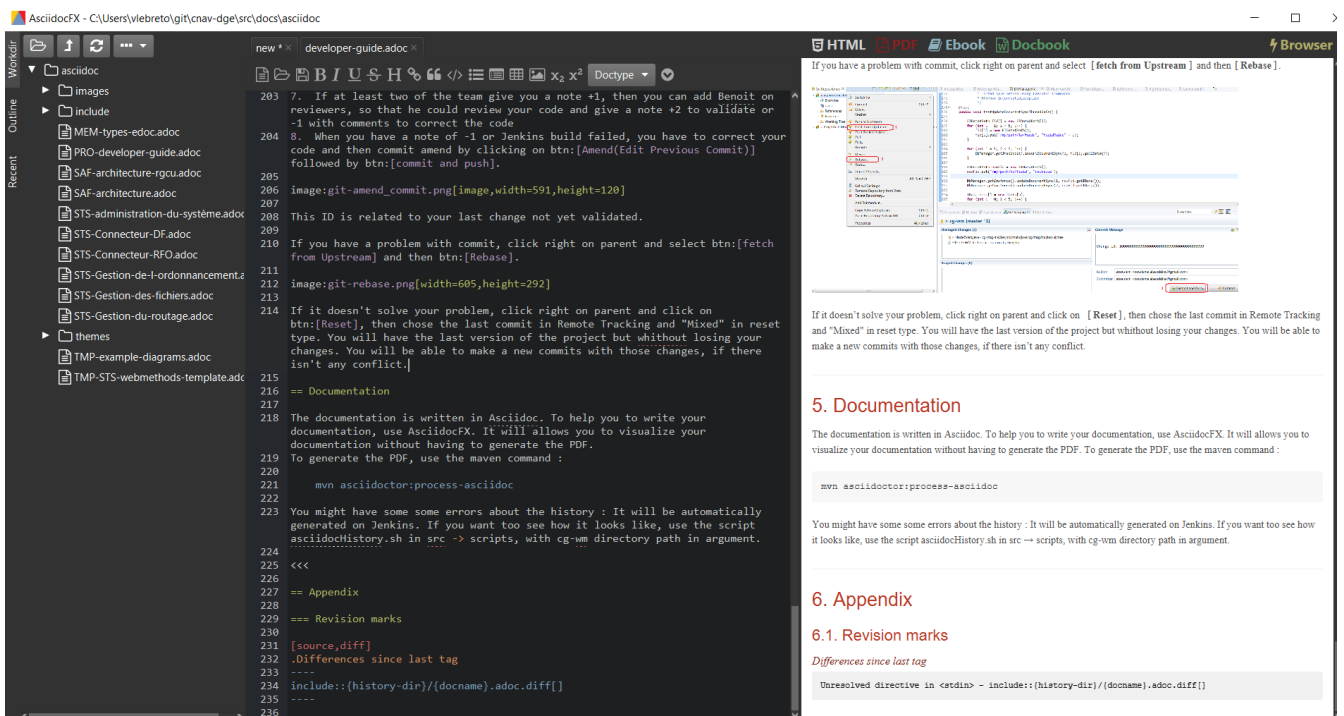 AsciidocFX - C:\Users\vlebreto\git\cnav-dge\src\docs\asciidoc
Workdir
Outline
Recent
asciidoc
images
include
MEM-types-edoc.adoc
PRO-developer-guide.adoc
SAF-architecture-rgcu.adoc
SAF-architecture.adoc
STS-administration-du-système.adoc
STS-Connecteur-DF.adoc
STS-Connecteur-RFO.adoc
STS-Gestion-de-l-ordonnancement.a
STS-Gestion-des-fichiers.adoc
STS-Gestion-du-routage.adoc
themes
TMP-example-diagrams.adoc
TMP-STS-webmethods-template.adc
new *
developer-guide.adoc
B I U S H x₂ x² Doctype
203 7. If at least two of the team give you a note +1, then you can add Benoit on
reviewers, so that he could review your code and give a note +2 to validate or
-1 with comments to correct the code
204 8. When you have a note of -1 or Jenkins build failed, you have to correct your
code and then commit amend by clicking on btn:[Amend(Edit Previous Commit)]
followed by btn:[commit and push].
205
206 image:git-amend_commit.png[image,width=591,height=120]
207
208 This ID is related to your last change not yet validated.
209
210 If you have a problem with commit, click right on parent and select btn:[fetch
from Upstream] and then btn:[Rebase].
211
212 image:git-rebase.png[width=605,height=292]
213
214 If it doesn't solve your problem, click right on parent and click on
btn:[Reset], then chose the last commit in Remote Tracking and "Mixed" in reset
type. You will have the last version of the project but whithout losing your
changes. You will be able to make a new commits with those changes, if there
isn't any conflict.
215
216 == Documentation
217
218 The documentation is written in Asciidoc. To help you to write your
documentation, use AsciidocFX. It will allows you to visualize your
documentation without having to generate the PDF.
219 To generate the PDF, use the maven command :
220
221 mvn asciidoctor:process-asciidoc
222
223 You might have some some errors about the history : It will be automatically
generated on Jenkins. If you want too see how it looks like, use the script
asciidocHistory.sh in src -> scripts, with cg-wm directory path in argument.
224
225 <<<
226
227 == Appendix
228
229 === Revision marks
230
231 [source,diff]
232 .Differences since last tag
233 ----
234 include::{history-dir}/{docname}.adoc.diff[]
235 ----
236
HTML PDF Ebook Docbook Browser
If you have a problem with commit, click right on parent and select [fetch from Upstream] and then [Rebase].
If it doesn't solve your problem, click right on parent and click on [Reset], then chose the last commit in Remote Tracking
and "Mixed" in reset type. You will have the last version of the project but whithout losing your changes. You will be able to
make a new commits with those changes, if there isn't any conflict.
5. Documentation
The documentation is written in Asciidoc. To help you to write your documentation, use AsciidocFX. It will allows you to
visualize your documentation without having to generate the PDF. To generate the PDF, use the maven command :
mvn asciidoctor:process-asciidoc
You might have some some errors about the history : It will be automatically generated on Jenkins. If you want too see how
it looks like, use the script asciidocHistory.sh in src → scripts, with cg-wm directory path in argument.
6. Appendix
6.1. Revision marks
Differences since last tag
Unresolved directive in <stdin> - include::{history-dir}/{docname}.adoc.diff[]